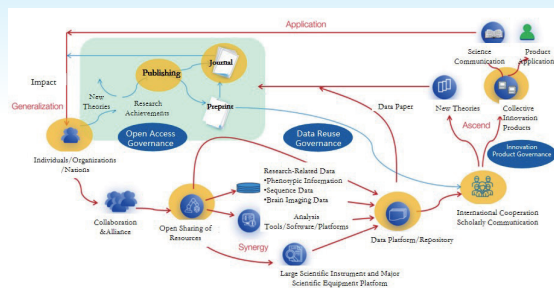 Application
Science
Communication
Product
Application
Impact
Generalization
New
Theories
Publishing
Research
Achievements
Journal
Preprint
Open Access
Governance
Data Reuse
Governance
Data Paper
New Theories
Collective
Innovation
Products
Ascend
Innovation
Product Governance
Individuals/Organizations
/Nations
Collaboration
&Alliance
Open Sharing of
Resources
Research-Related Data
•Phenotypic Information
•Sequence Data
•Brain Imaging Data
Analysis
Tools/Software/Platforms
Synergy
Large Scientific Instrument and Major
Scientific Equipment Platform
Data Platform/Repository
International Cooperation
Scholarly Communication